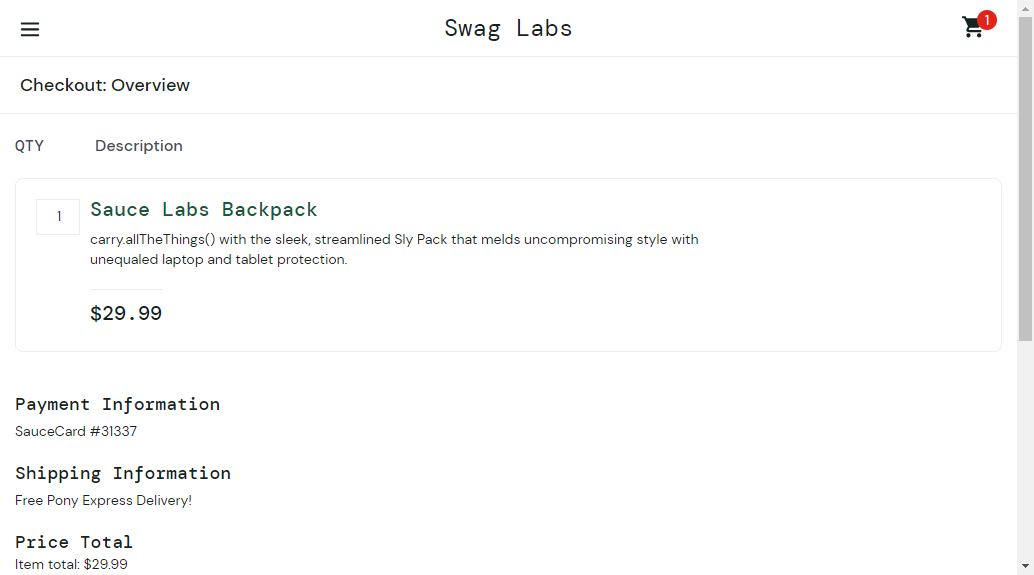 Swag Labs
1
Checkout: Overview
QTY
Description
1
Sauce Labs Backpack
carry.allTheThings() with the sleek, streamlined Sly Pack that melds uncompromising style with
unequaled laptop and tablet protection.
$29.99
Payment Information
SauceCard #31337
Shipping Information
Free Pony Express Delivery!
Price Total
Item total: $29.99